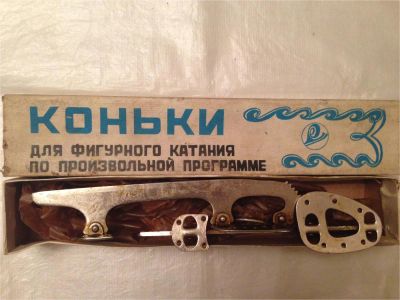 КОНЬКИ
ДЛЯ ФИГУРНОГО КАТАНИЯ
ПО ПРОИЗВОЛЬНОЙ ПРОГРАММЕ